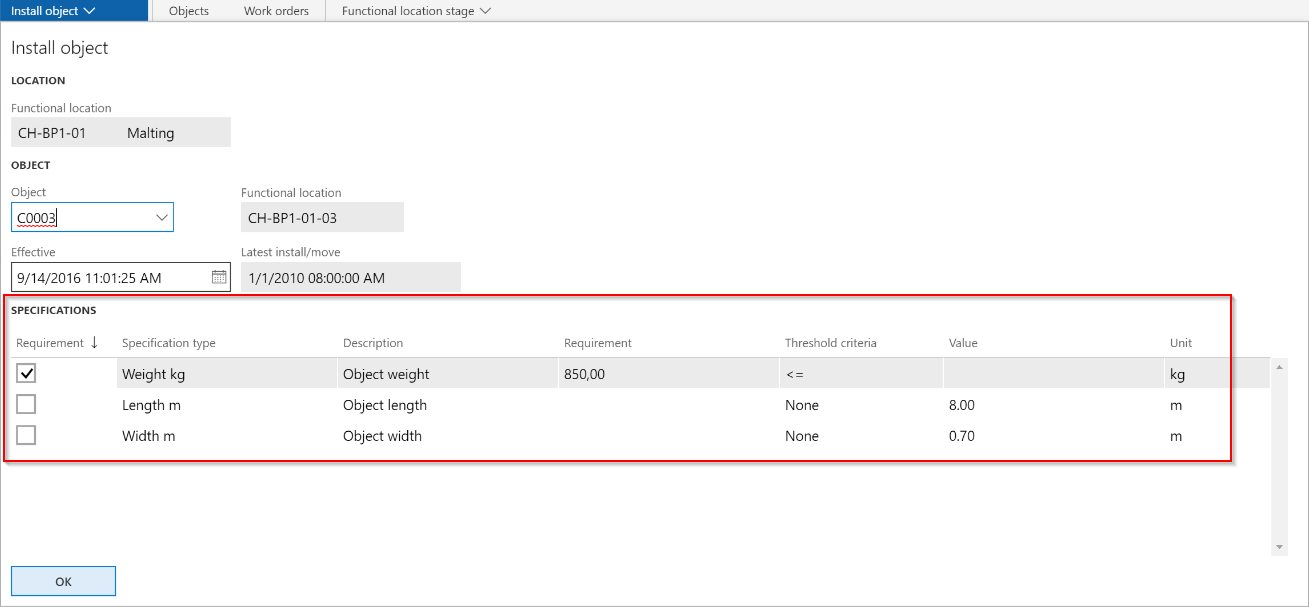 Install object Objects Work orders Functional location stage
Install object
LOCATION
Functional location
CH-BP1-01 Malting
OBJECT
Object Functional location
C0003 CH-BP1-01-03
Effective Latest install/move
9/14/2016 11:01:25 AM 1/1/2010 08:00:00 AM
SPECIFICATIONS
Requirement ↓ Specification type Description Requirement Threshold criteria Value Unit
Weight kg Object weight 850,00 <= kg
Length m Object length None 8.00 m
Width m Object width None 0.70 m
OK